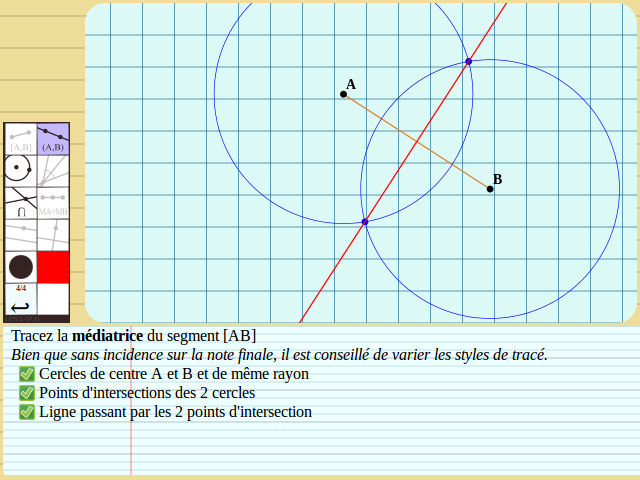 A
B
[A,B]
(A,B)
∩
MA=MB
4/4
Tracez la médiatrice du segment [AB]
Bien que sans incidence sur la note finale, il est conseillé de varier les styles de tracé.
Cercles de centre A et B et de même rayon
Points d'intersections des 2 cercles
Ligne passant par les 2 points d'intersection